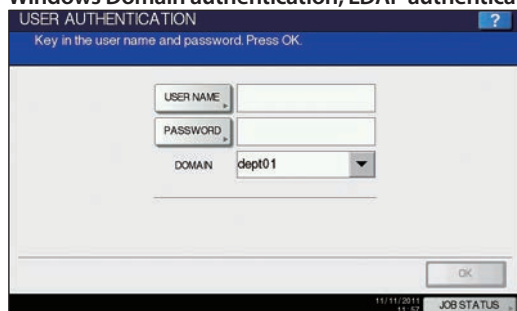 Windows Domain authentication, LDAP authentica
USER AUTHENTICATION
?
Key in the user name and password. Press OK.
USER NAME
PASSWORD
DOMAIN dept01
OK
11/11/2011
11:57
JOB STATUS